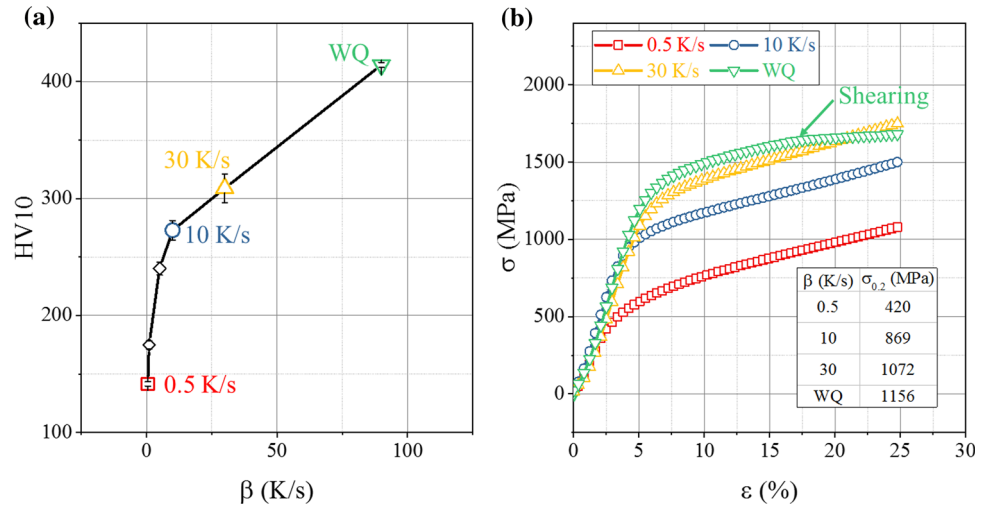 (a)
HV10
400
300
200
100
WQ
30 K/s
10 K/s
0.5 K/s
0
50
100
β (K/s)
(b)
σ (MPa)
2000
1500
1000
500
0
0.5 K/s 10 K/s
30 K/s WQ
Shearing
β (K/s) σ0.2 (MPa)
0.5 420
10 869
30 1072
WQ 1156
0 5 10 15 20 25 30
ε (%)